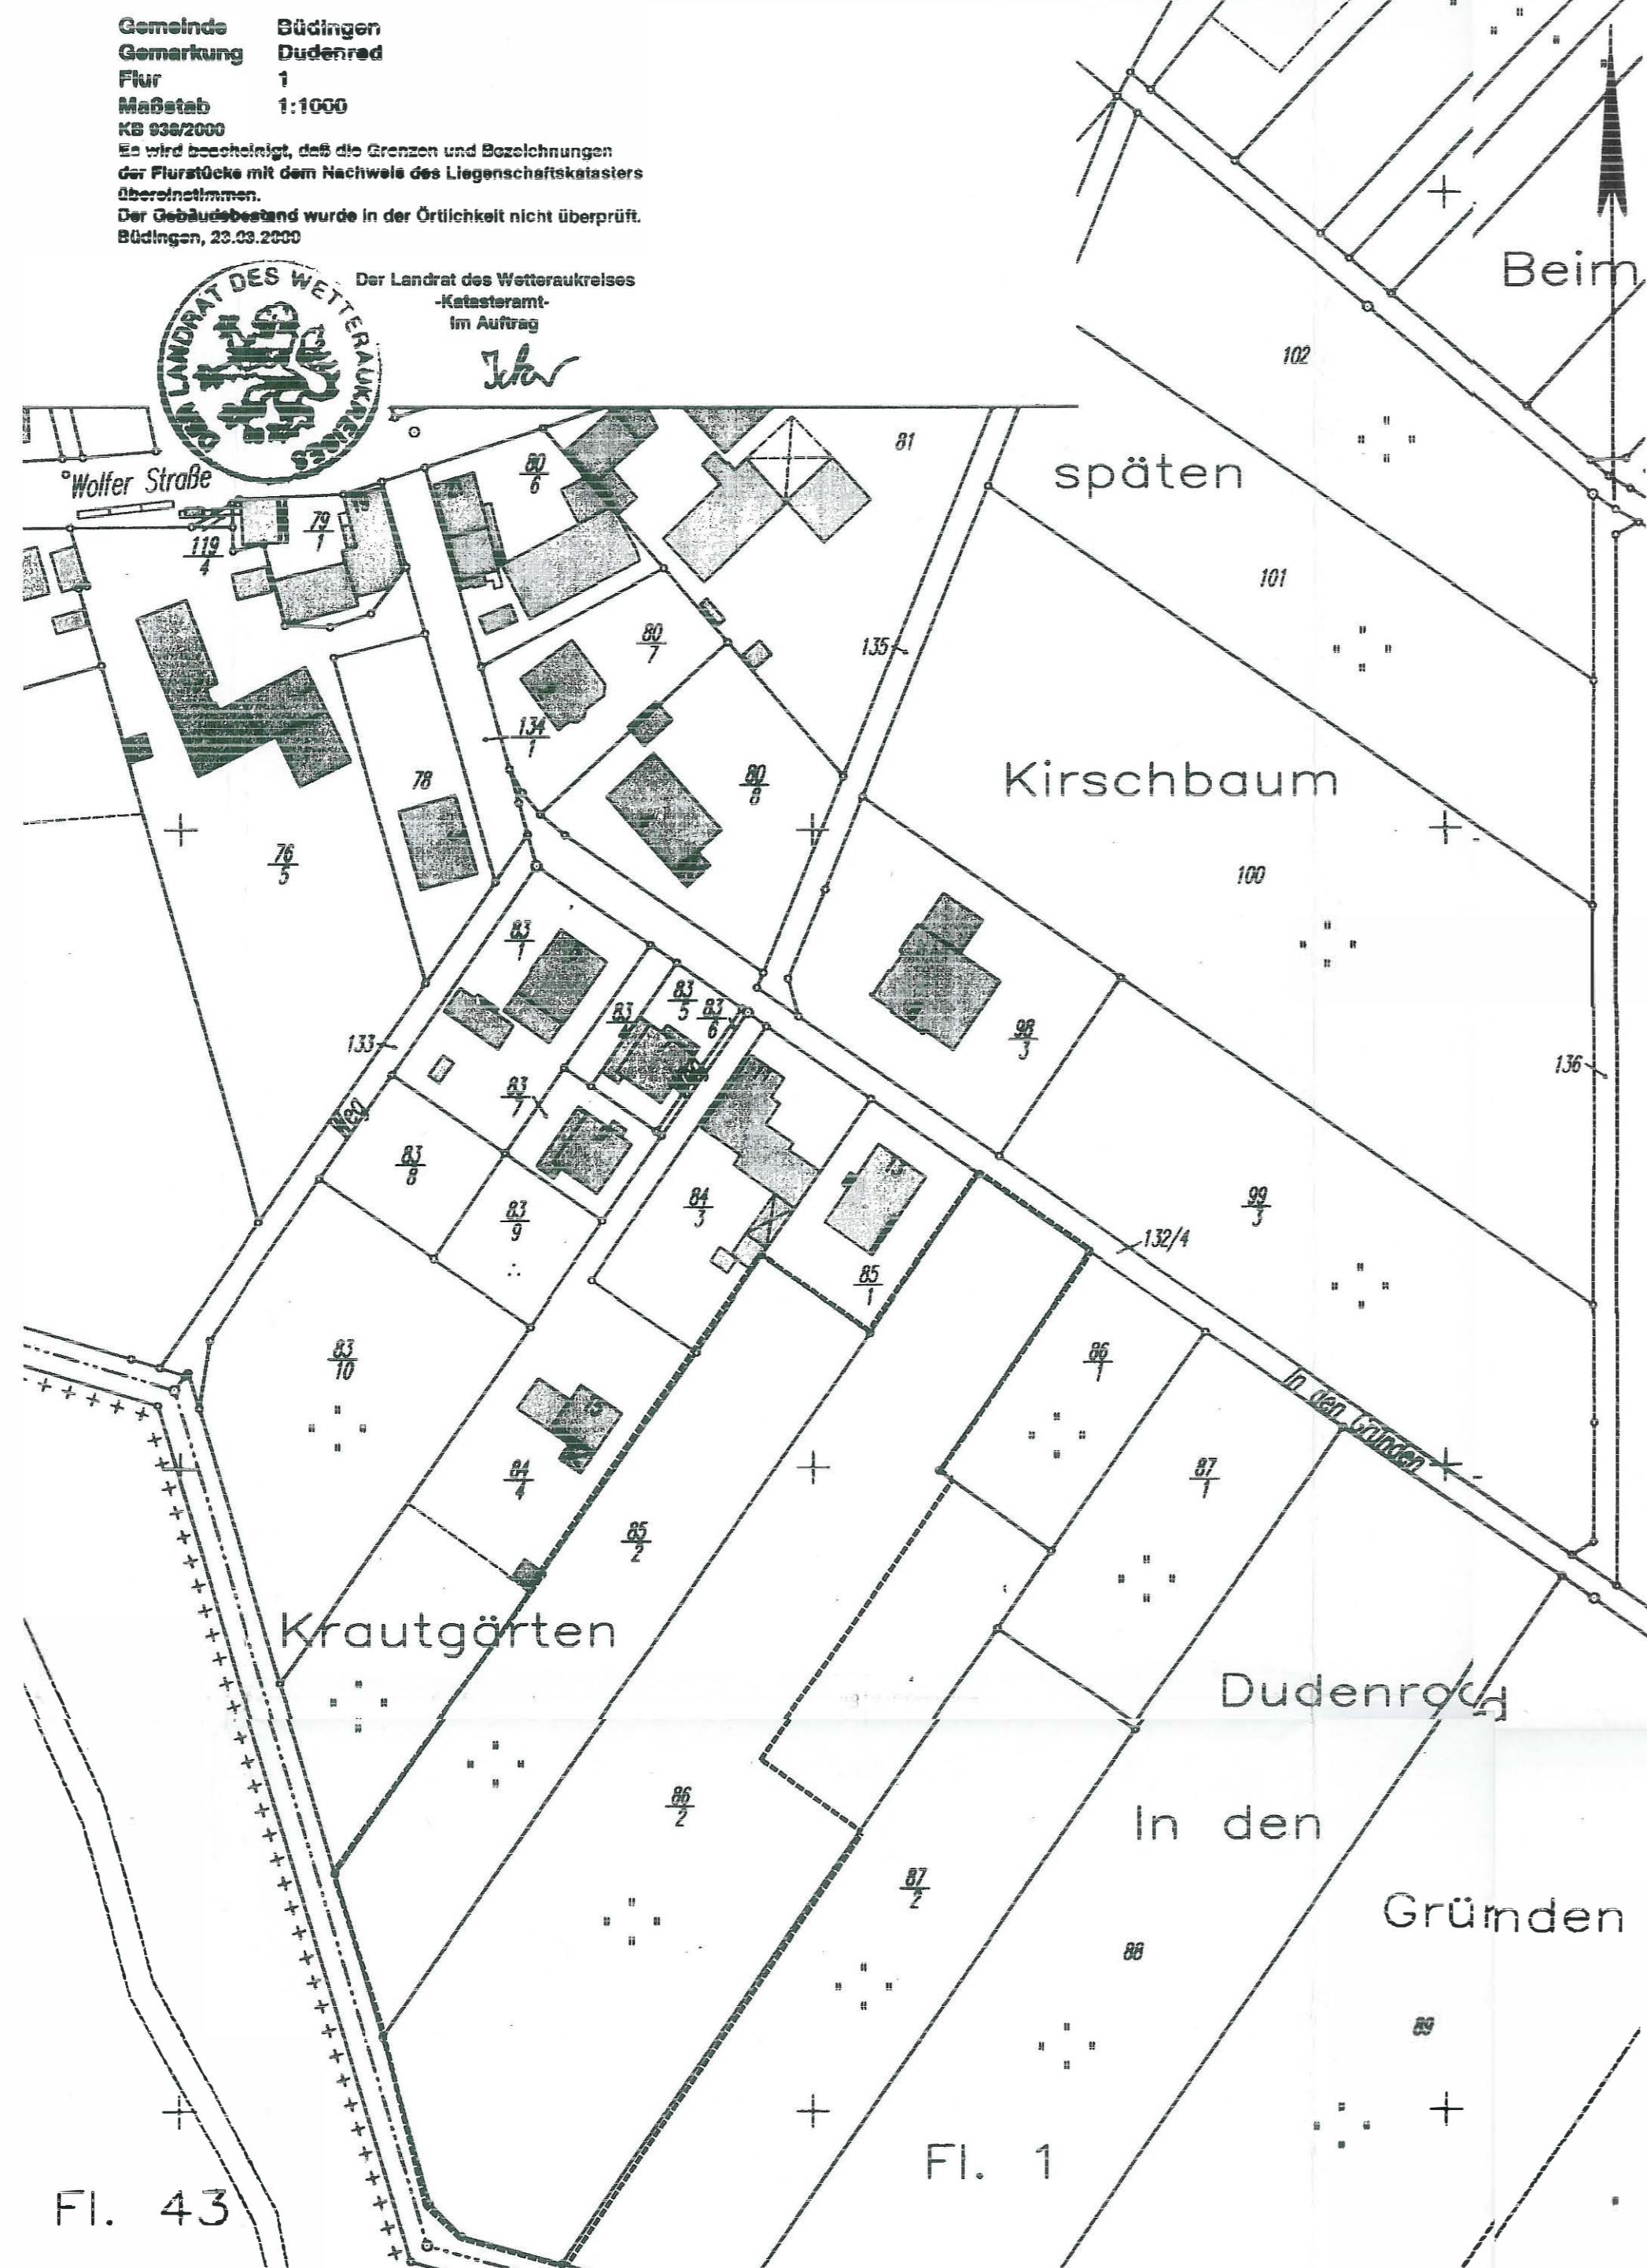 Gemeinde Büdingen
Gemarkung Dudenrod
Flur 1
Maßstab 1:1000
KB 938/2000
Es wird bescheinigt, daß die Grenzen und Bezeichnungen
der Flurstücke mit dem Nachweis des Liegenschaftskatasters
übereinstimmen.
Der Gebäudebestand wurde in der Örtlichkeit nicht überprüft.
Büdingen, 23.03.2000
DER LANDRAT DES WETTERAUKREISES
Der Landrat des Wetteraukreises
-Katasteramt-
Im Auftrag
Beim
102
81
80/6
späten
Wolfer Straße
79/1
119/4
101
80/7
135
134/1
78
80/8
Kirschbaum
76/5
100
83/1
83/5
83/6
98/3
133
136
83/7
Weg
83/8
84/3
99/3
83/9
132/4
85/1
83/10
86/1
In den Gründen
15
84/4
87/1
85/2
Krautgärten
Dudenrod
86/2
In den
87/2
Gründen
88
89
Fl. 1
Fl. 43